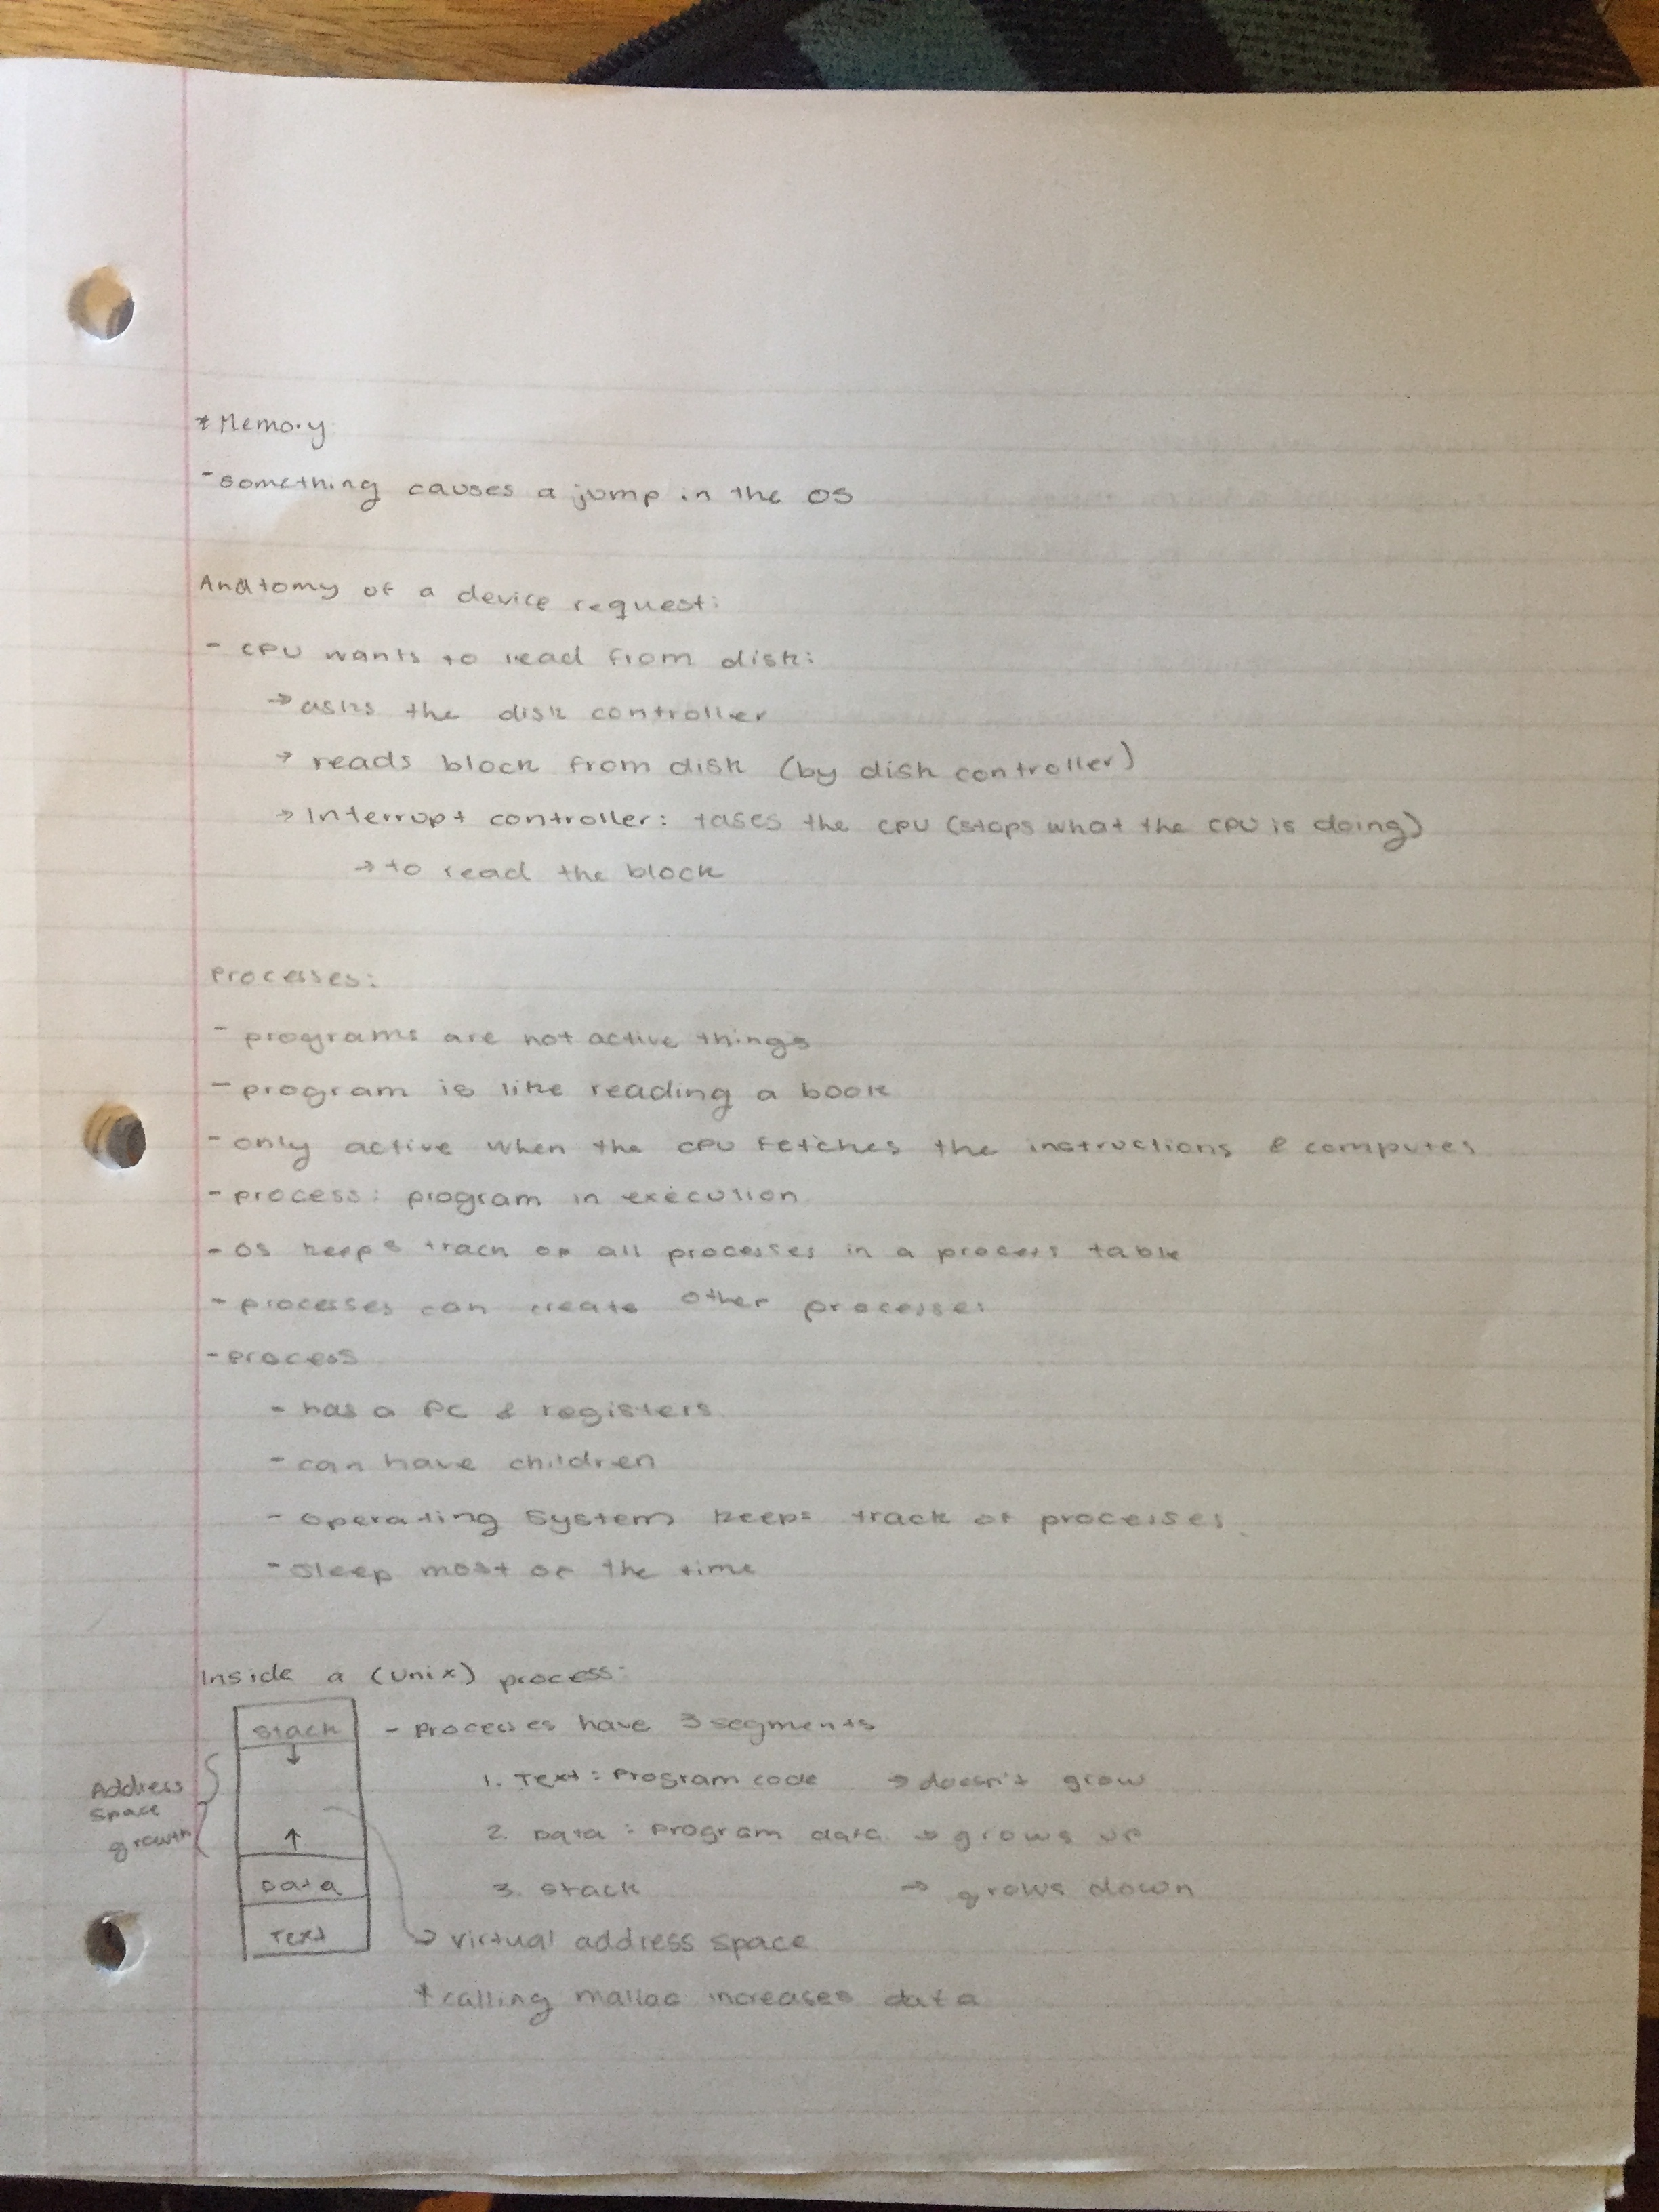 * Memory
- something causes a jump in the OS
Anatomy of a device request:
- CPU wants to read from disk:
→ asks the disk controller
→ reads block from disk (by disk controller)
→ Interrupt controller: tases the CPU (stops what the CPU is doing)
→ to read the block
Processes:
- programs are not active things
- program is like reading a book
- only active when the CPU fetches the instructions & computes
- process: program in execution
- OS keeps track of all processes in a process table
- processes can create other processes
- process
- has a PC & registers
- can have children
- operating system keeps track of processes.
- sleep most of the time
Inside a (Unix) process:
Stack ↓
↑
Data
Text
Address
Space
growth
- processes have 3 segments
1. Text: Program code → doesn't grow
2. Data: Program data → grows up
3. Stack → grows down
→ virtual address space
* calling malloc increases data